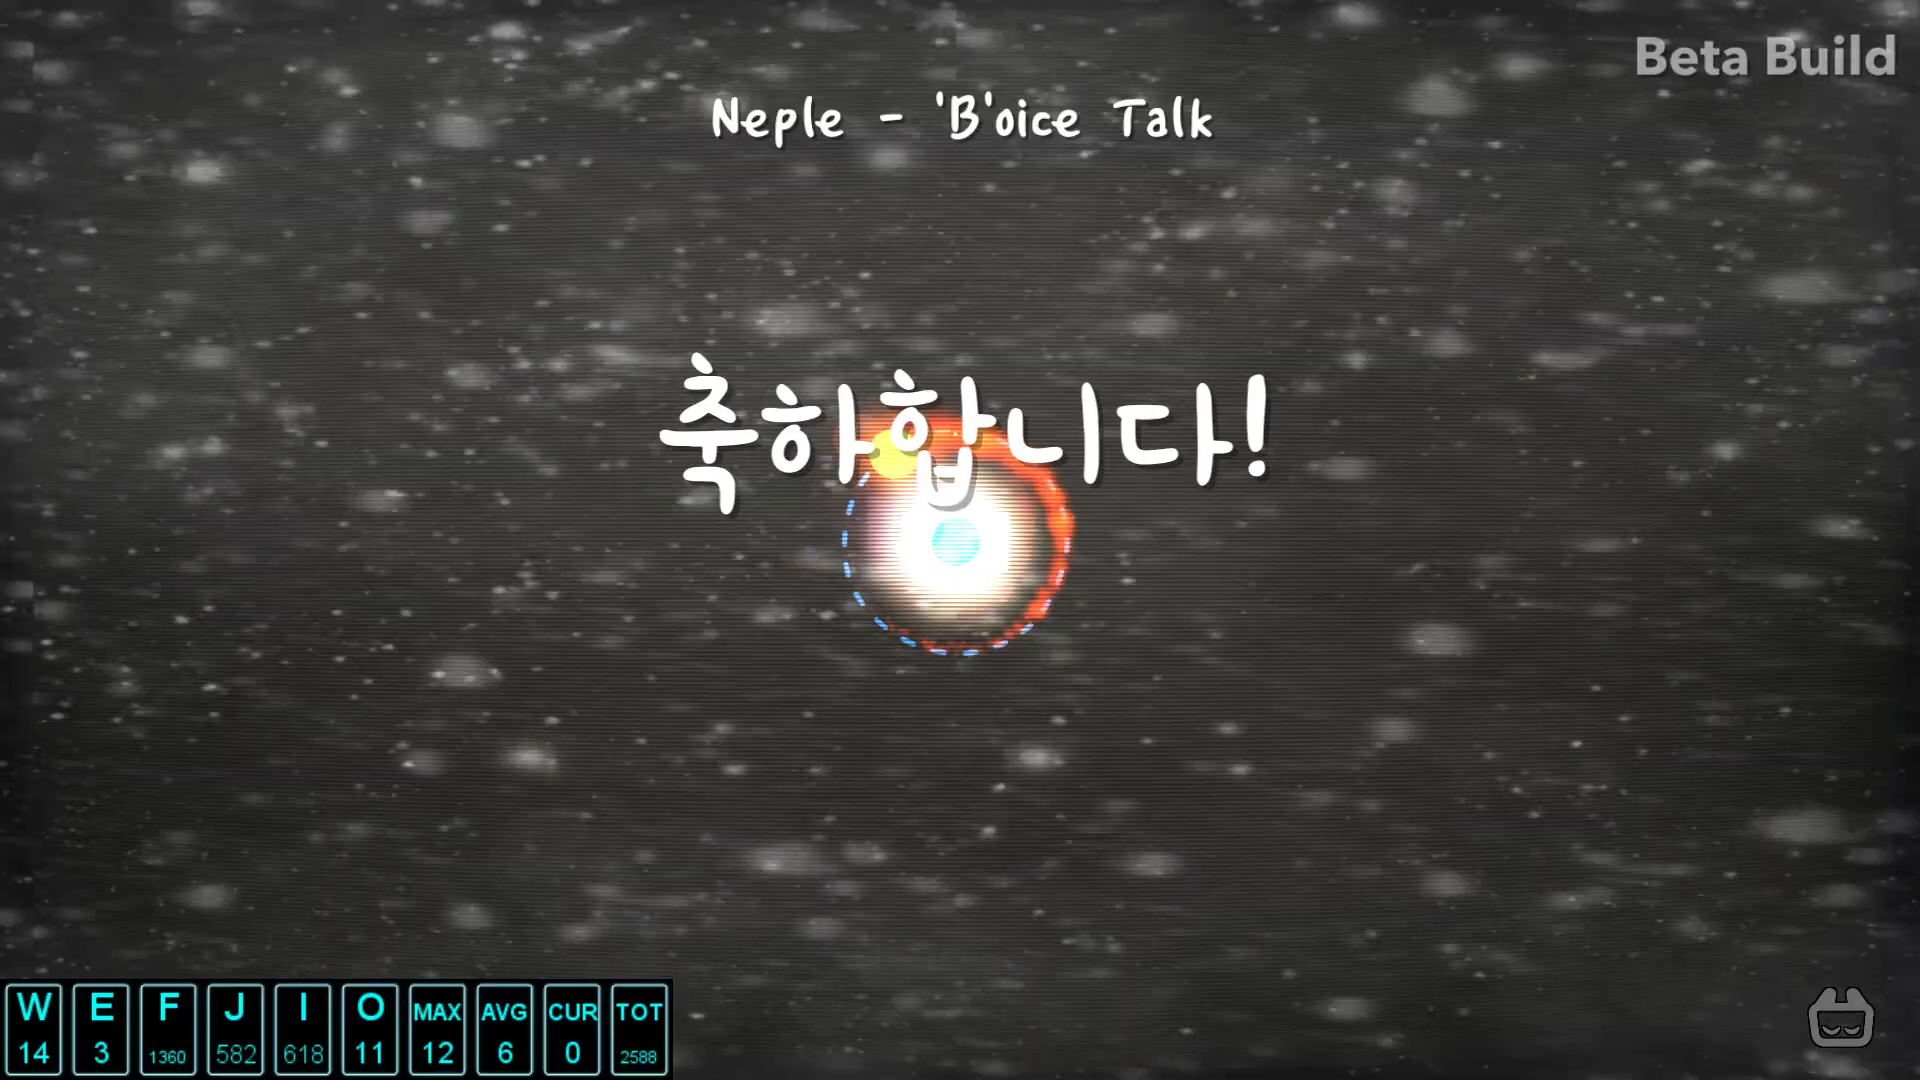 Beta Build
Neple - 'B'oice Talk
축하합니다!
W E F J I O MAX AVG CUR TOT
14 3 1360 582 618 11 12 6 0 2588